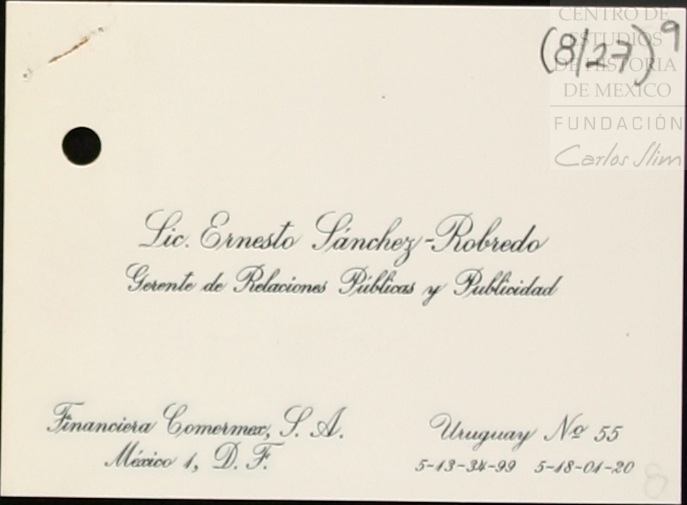 CENTRO DE
ESTUDIOS
DE HISTORIA
DE MEXICO
FUNDACIÓN
Carlos Slim
(8/27) 9
Lic. Ernesto Sánchez-Robredo
Gerente de Relaciones Públicas y Publicidad
Financiera Comermex, S. A.
México 1, D. F.
Uruguay Nº 55
5-13-34-99 5-18-01-20
8